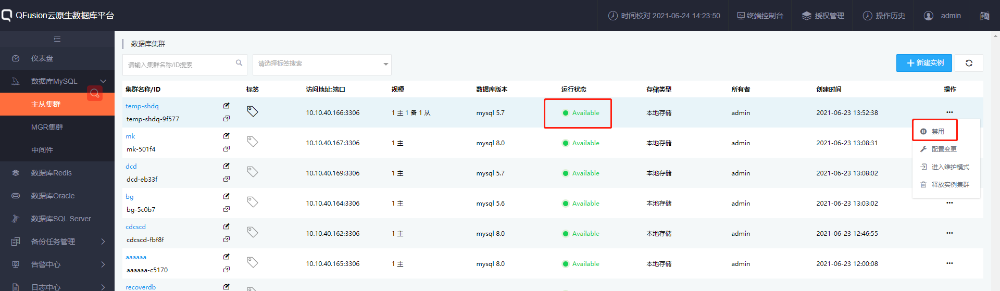 QFusion云原生数据库平台
时间校对 2021-06-24 14:23:50
终端控制台
授权管理
操作历史
admin
仪表盘
数据库MySQL
主从集群
MGR集群
中间件
数据库Redis
数据库Oracle
数据库SQL Server
备份任务管理
告警中心
日志中心
数据库集群
请输入集群名称/ID搜索
请选择标签搜索
新建实例
集群名称/ID 标签 访问地址:端口 规模 数据库版本 运行状态 存储类型 所有者 创建时间 操作
temp-shdq
temp-shdq-9f577
10.10.40.166:3306 1 主 1 备 1 从 mysql 5.7 Available 本地存储 admin 2021-06-23 13:52:38 •••
mk
mk-501f4
10.10.40.167:3306 1 主 mysql 8.0 Available 本地存储 admin 2021-06-23 13:08:31
dcd
dcd-eb33f
10.10.40.169:3306 1 主 mysql 5.7 Available 本地存储 admin 2021-06-23 13:08:02
bg
bg-5c0b7
10.10.40.164:3306 1 主 mysql 5.6 Available 本地存储 admin 2021-06-23 13:03:02 •••
cdcscd
cdcscd-fbf8f
10.10.40.162:3306 1 主 mysql 8.0 Available 本地存储 admin 2021-06-23 12:46:55 •••
aaaaaa
aaaaaa-c5170
10.10.40.165:3306 1 主 mysql 8.0 Available 本地存储 admin 2021-06-23 12:00:08 •••
recoverdb
禁用
配置变更
进入维护模式
释放实例集群